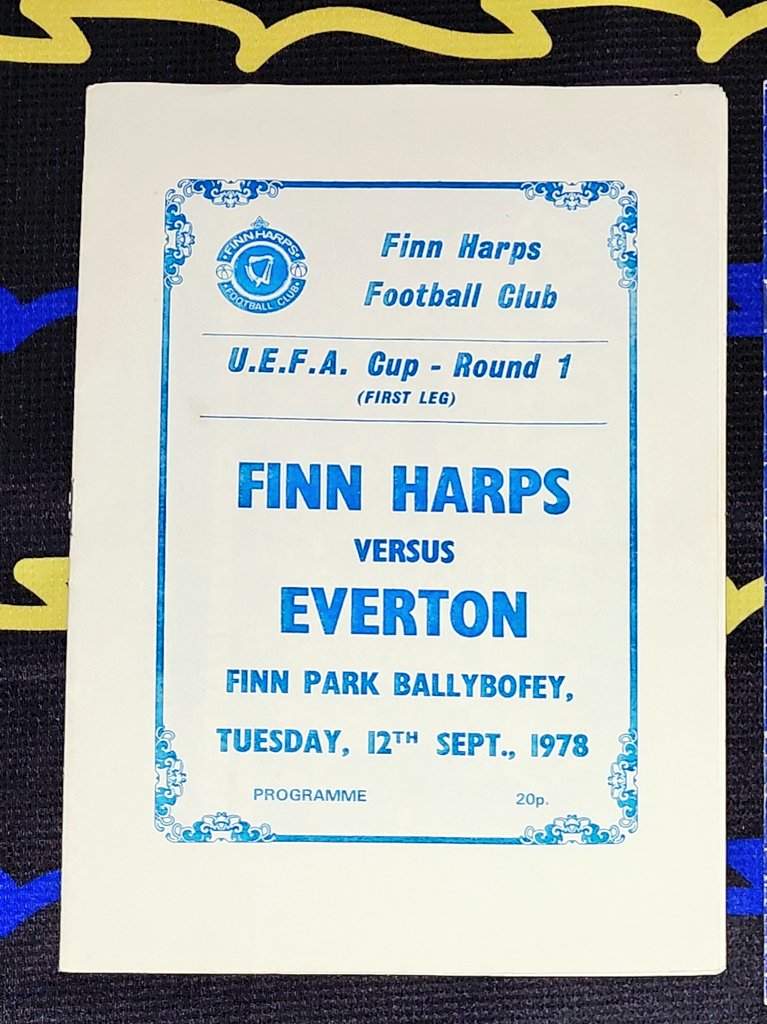 FINN HARPS
FOOTBALL CLUB
Finn Harps
Football Club
U.E.F.A. Cup - Round 1
(FIRST LEG)
FINN HARPS
VERSUS
EVERTON
FINN PARK BALLYBOFEY,
TUESDAY, 12TH SEPT., 1978
PROGRAMME 20p.